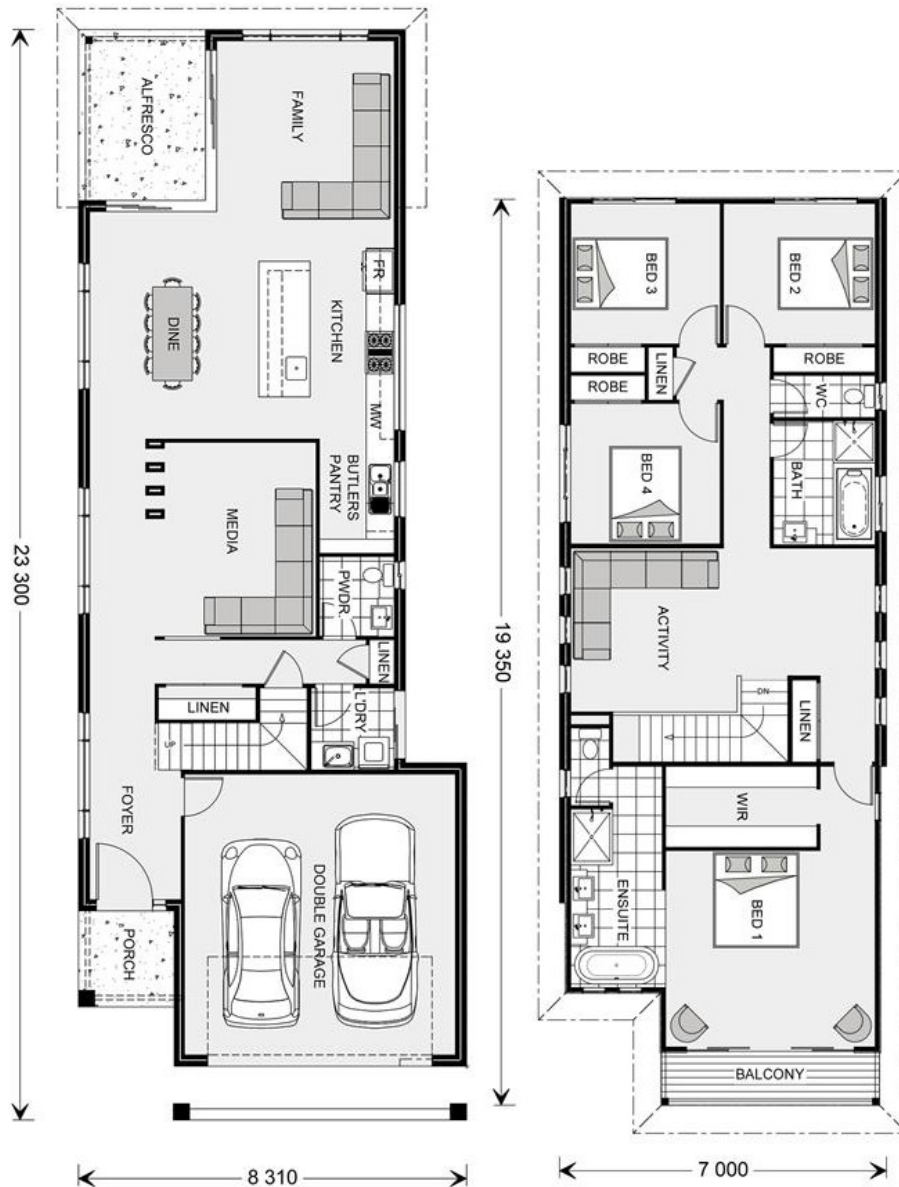 ALFRESCO
FAMILY
FR
KITCHEN
DINE
MW
BUTLERS
PANTRY
MEDIA
PWDR.
LINEN
LINEN
L'DRY
UP
FOYER
DOUBLE GARAGE
PORCH
23 300
8 310
BED 3
BED 2
ROBE
LINEN
ROBE
ROBE
WC
BED 4
BATH
ACTIVITY
DN
LINEN
WIR
ENSUITE
BED 1
BALCONY
19 350
7 000